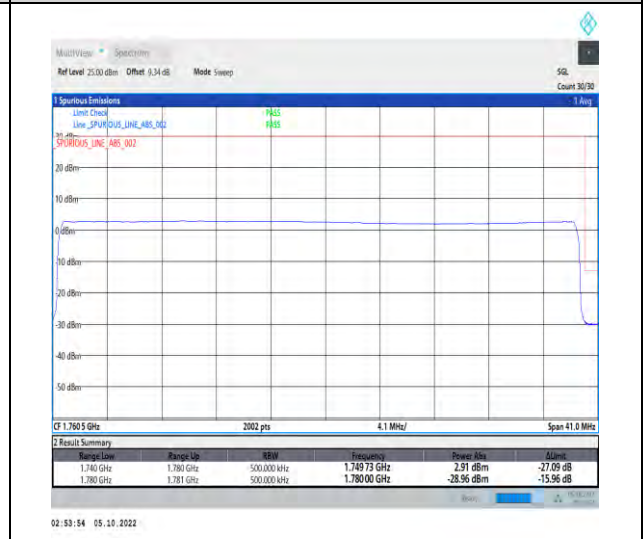 MultiView Spectrum
Ref Level 25.00 dBm Offset 9.34 dB Mode Sweep SGL
Count 30/30
1 Spurious Emissions 1 Avg
Limit Check PASS
Line _SPURIOUS_LINE_ABS_002 PASS
30 dBm
_SPURIOUS_LINE_ABS_002
20 dBm
10 dBm
0 dBm
-10 dBm
-20 dBm
-30 dBm
-40 dBm
-50 dBm
CF 1.7605 GHz 2002 pts 4.1 MHz/ Span 41.0 MHz
2 Result Summary
Range Low Range Up RBW Frequency Power Abs ΔLimit
1.740 GHz 1.780 GHz 500.000 kHz 1.749 73 GHz 2.91 dBm -27.09 dB
1.780 GHz 1.781 GHz 500.000 kHz 1.780 00 GHz -28.96 dBm -15.96 dB
02:53:54 05.10.2022